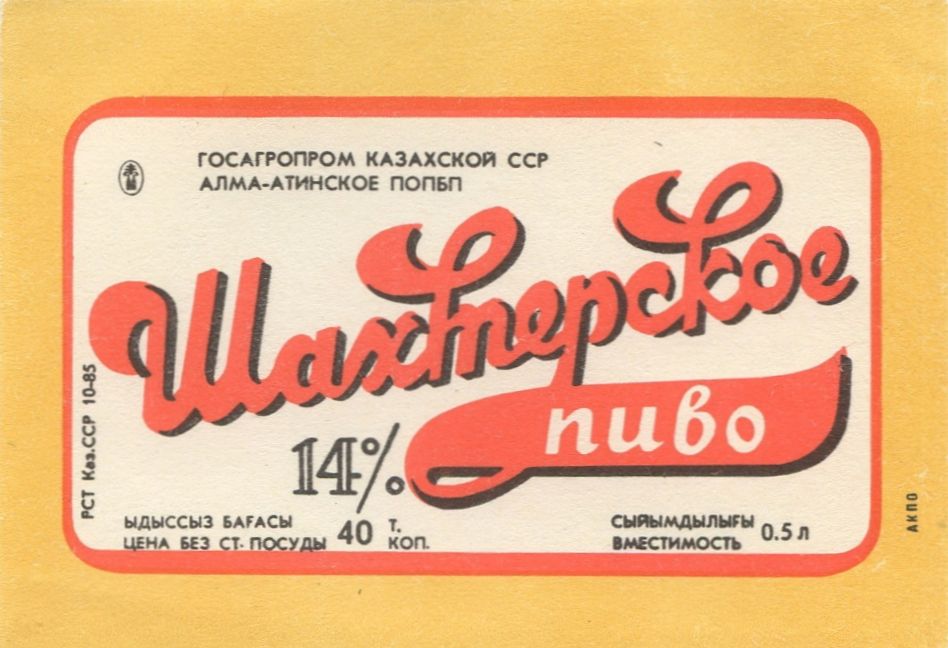 ГОСАГРОПРОМ КАЗАХСКОЙ ССР
АЛМА-АТИНСКОЕ ПОПБП
Шахтерское
пиво
14%
РСТ Каз.ССР 10-85
ЫДЫССЫЗ БАҒАСЫ
ЦЕНА БЕЗ СТ. ПОСУДЫ
40 Т.
КОП.
СЫЙЫМДЫЛЫҒЫ
ВМЕСТИМОСТЬ
0.5 л
АКПО